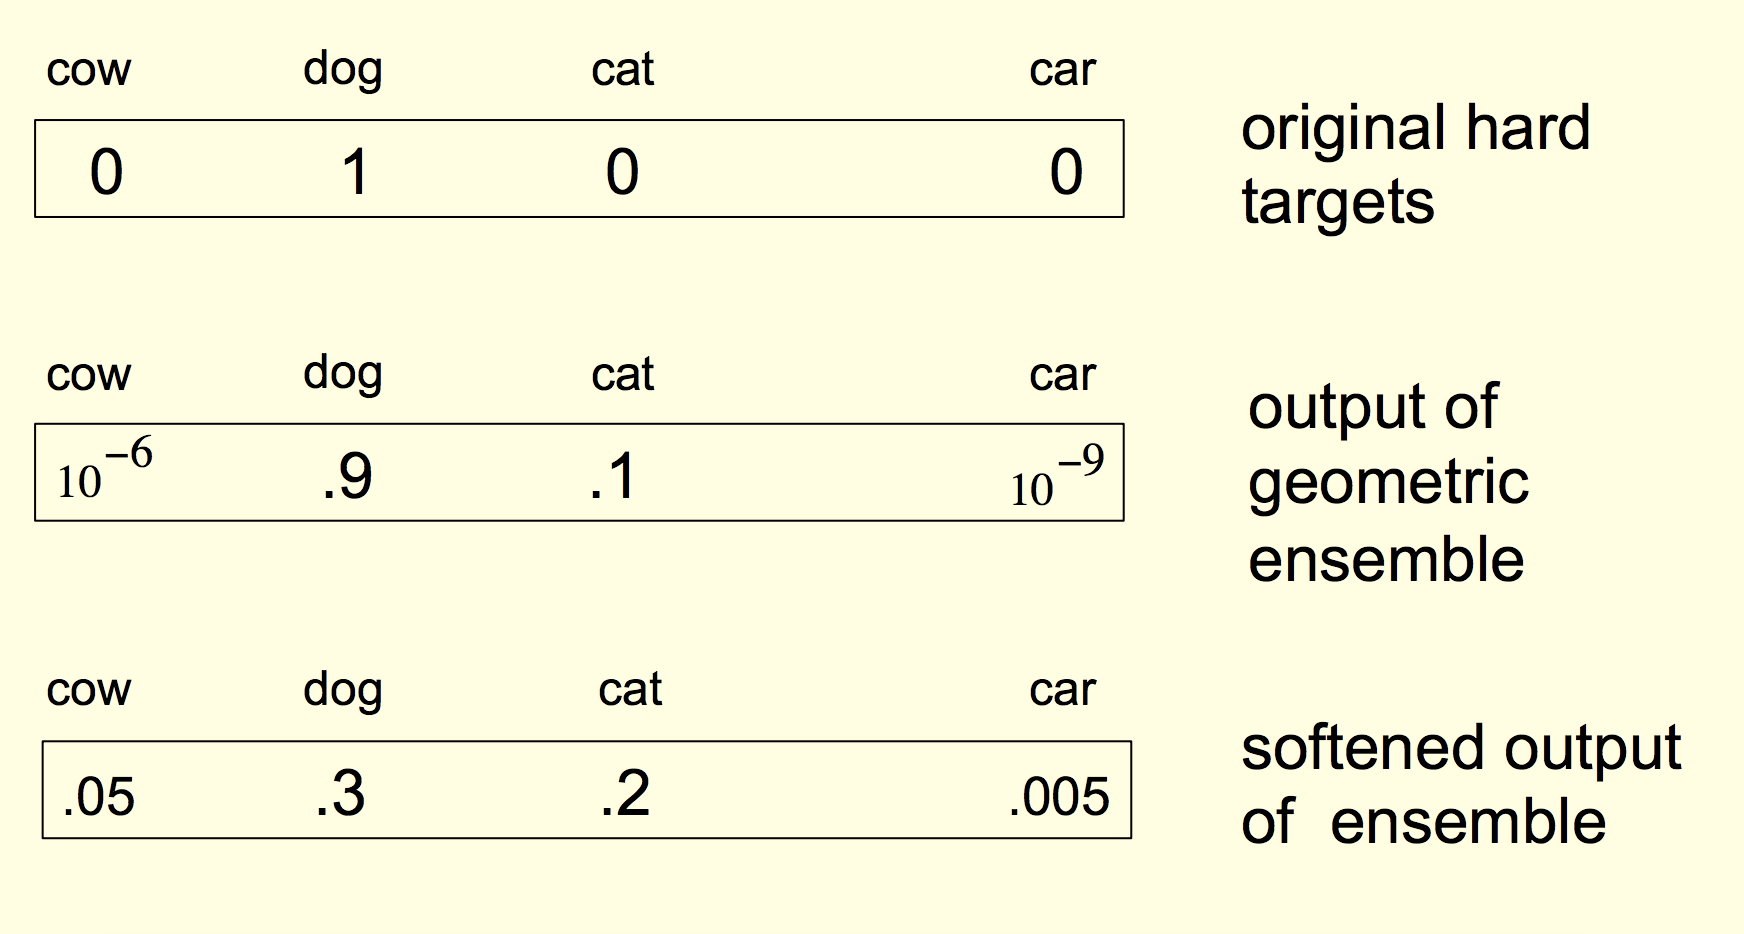 cow dog cat car
0 1 0 0
original hard
targets
cow dog cat car
10⁻⁶ .9 .1 10⁻⁹
output of
geometric
ensemble
cow dog cat car
.05 .3 .2 .005
softened output
of ensemble